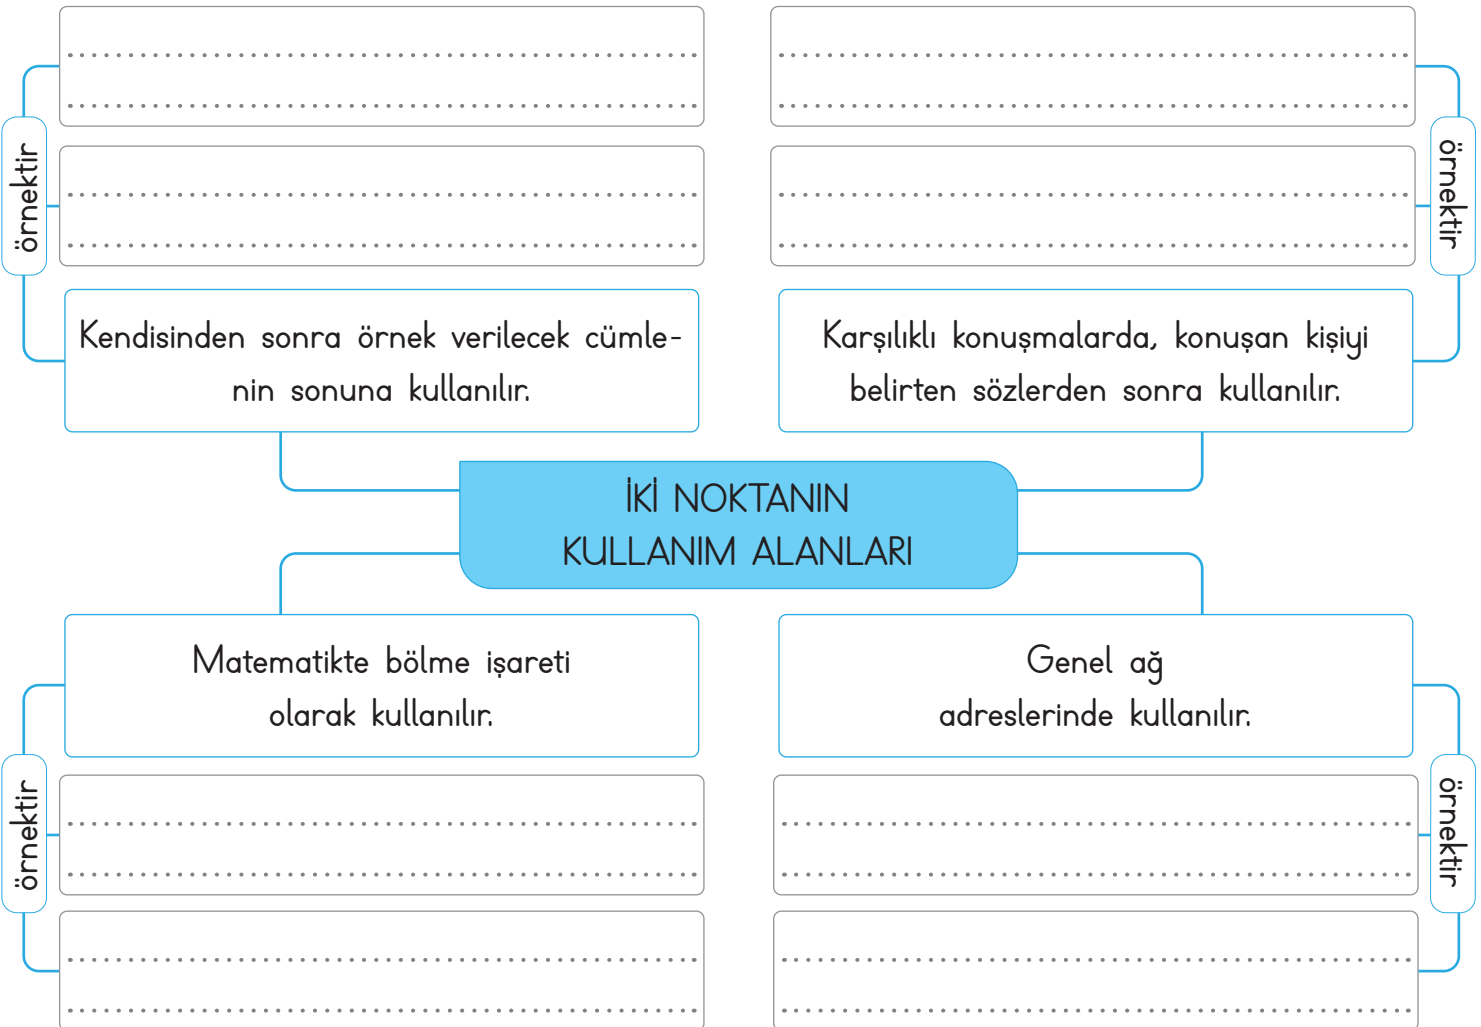 örnektir
örnektir
Kendisinden sonra örnek verilecek cümle-
nin sonuna kullanılır.
Karşılıklı konuşmalarda, konuşan kişiyi
belirten sözlerden sonra kullanılır.
İKİ NOKTANIN
KULLANIM ALANLARI
Matematikte bölme işareti
olarak kullanılır.
Genel ağ
adreslerinde kullanılır.
örnektir
örnektir